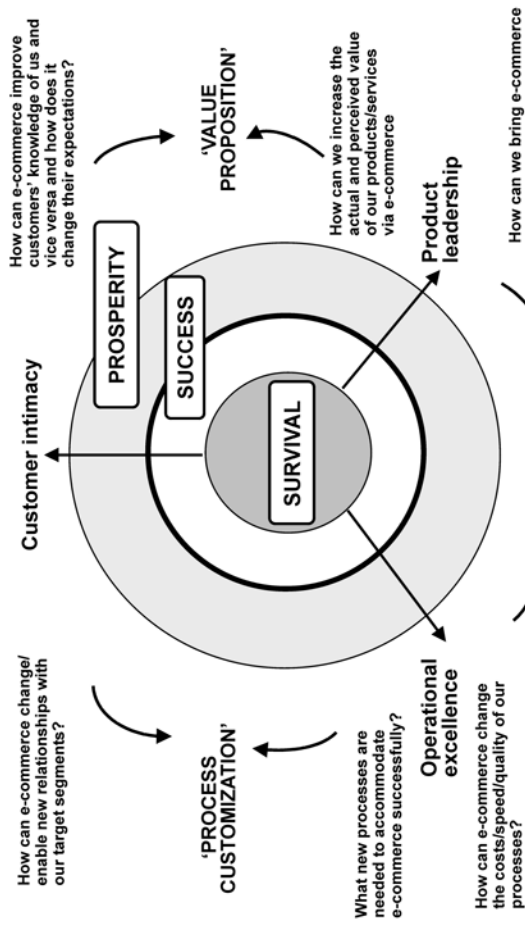 How can e-commerce change/
enable new relationships with
our target segments?
Customer intimacy
How can e-commerce improve
customers' knowledge of us and
vice versa and how does it
change their expectations?
PROSPERITY
SUCCESS
SURVIVAL
'PROCESS
CUSTOMIZATION'
'VALUE
PROPOSITION'
What new processes are
needed to accommodate
e-commerce successfully?
How can we increase the
actual and perceived value
of our products/services
via e-commerce
Operational
excellence
Product
leadership
How can e-commerce change
the costs/speed/quality of our
processes?
How can we bring e-commerce